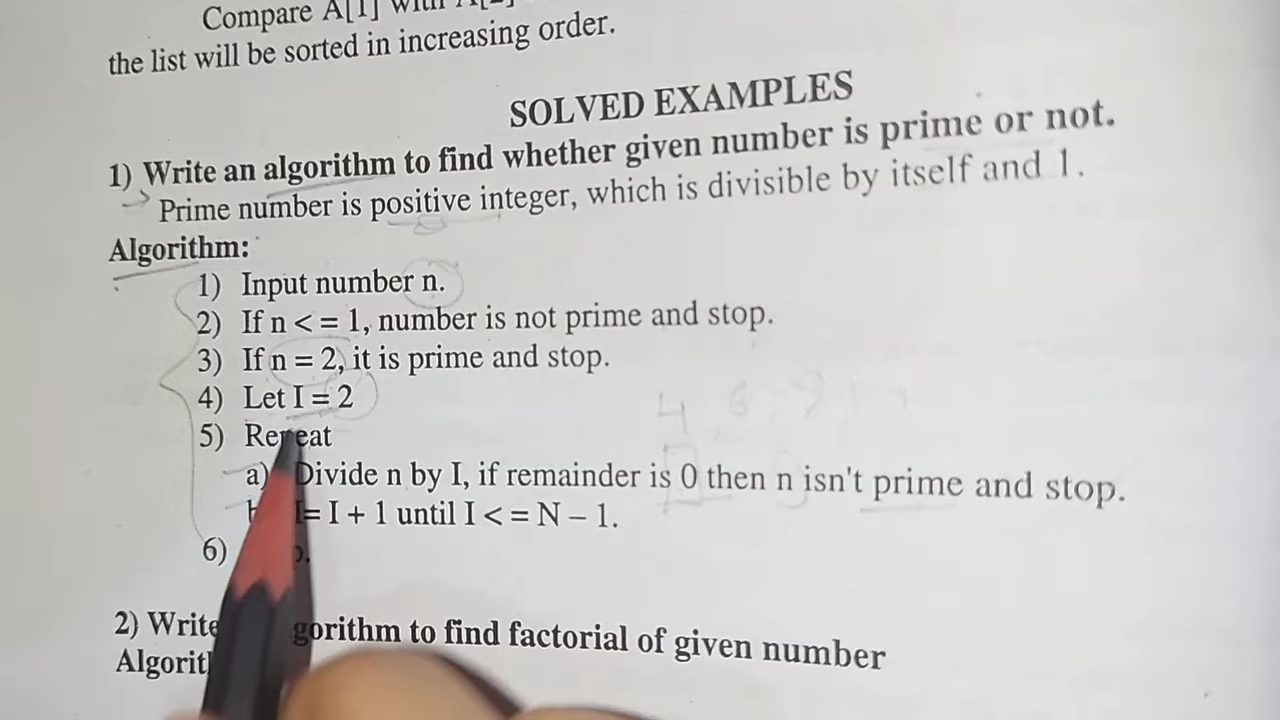 Compare A[1] with
the list will be sorted in increasing order.
SOLVED EXAMPLES
1) Write an algorithm to find whether given number is prime or not.
Prime number is positive integer, which is divisible by itself and 1.
Algorithm:
1) Input number n.
2) If n < = 1, number is not prime and stop.
3) If n = 2, it is prime and stop.
4) Let I = 2
5) Repeat
a) Divide n by I, if remainder is 0 then n isn't prime and stop.
I = I + 1 until I < = N – 1.
6)
2) Write gorithm to find factorial of given number
Algorit